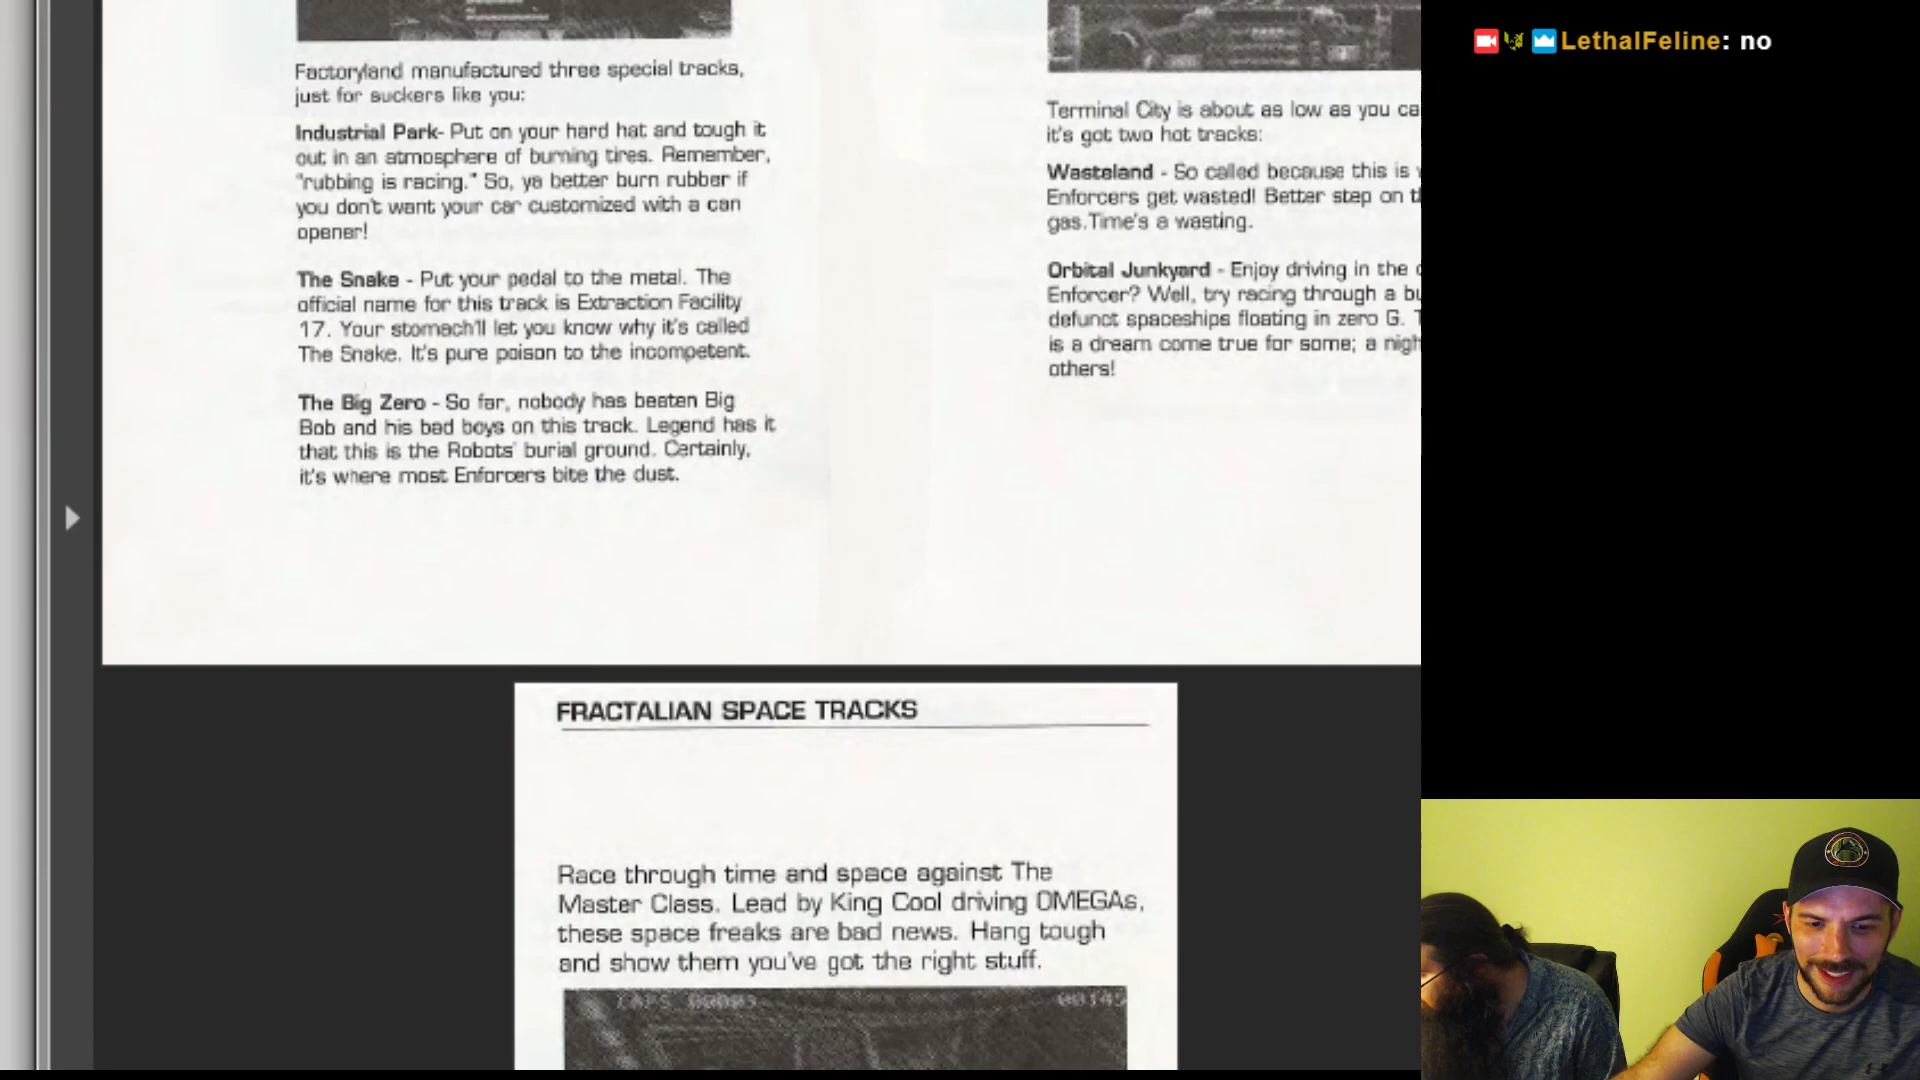 Factoryland manufactured three special tracks,
just for suckers like you:
Industrial Park- Put on your hard hat and tough it
out in an atmosphere of burning tires. Remember,
"rubbing is racing." So, ya better burn rubber if
you don't want your car customized with a can
opener!
The Snake - Put your pedal to the metal. The
official name for this track is Extraction Facility
17. Your stomach'll let you know why it's called
The Snake. It's pure poison to the incompetent.
The Big Zero - So far, nobody has beaten Big
Bob and his bad boys on this track. Legend has it
that this is the Robots' burial ground. Certainly,
it's where most Enforcers bite the dust.
Terminal City is about as low as you
it's got two hot tracks:
Wasteland - So called because this is
Enforcers get wasted! Better step on
gas.Time's a wasting.
Orbital Junkyard - Enjoy driving in the
Enforcer? Well, try racing through a
defunct spaceships floating in zero G.
is a dream come true for some; a
others!
FRACTALIAN SPACE TRACKS
Race through time and space against The
Master Class. Lead by King Cool driving OMEGAs,
these space freaks are bad news. Hang tough
and show them you've got the right stuff.
LethalFeline: no